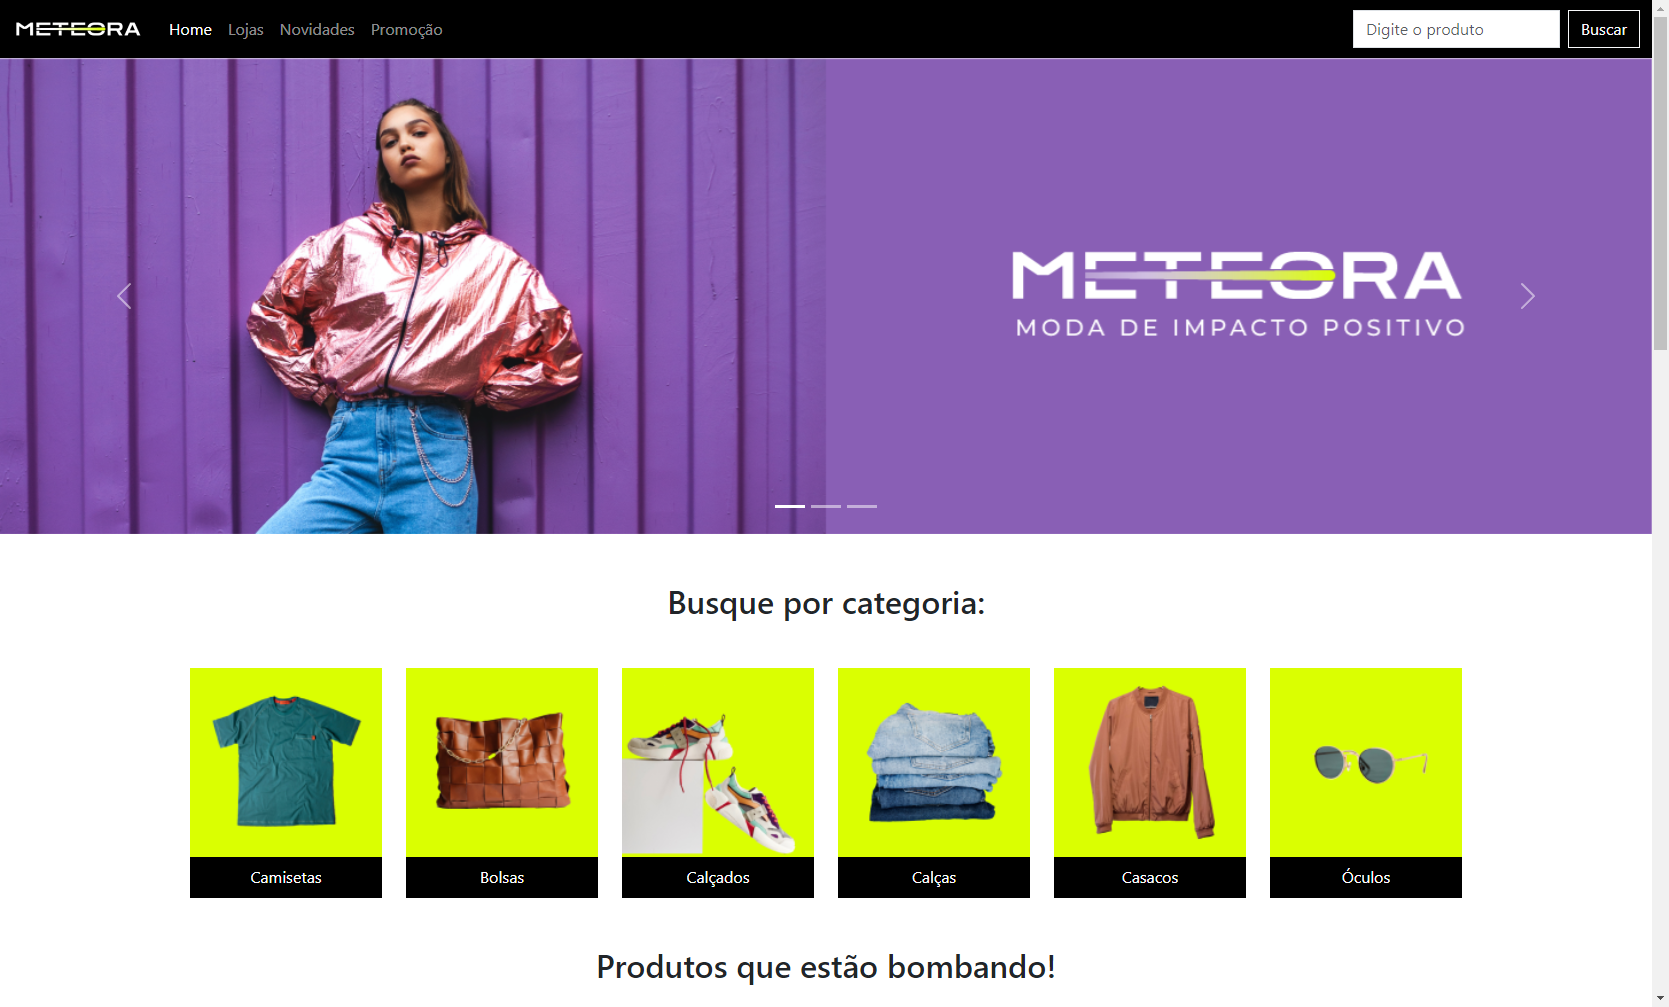 METEORA Home Lojas Novidades Promoção Digite o produto Buscar
METEORA
MODA DE IMPACTO POSITIVO
Busque por categoria:
Camisetas Bolsas Calçados Calças Casacos Óculos
Produtos que estão bombando!